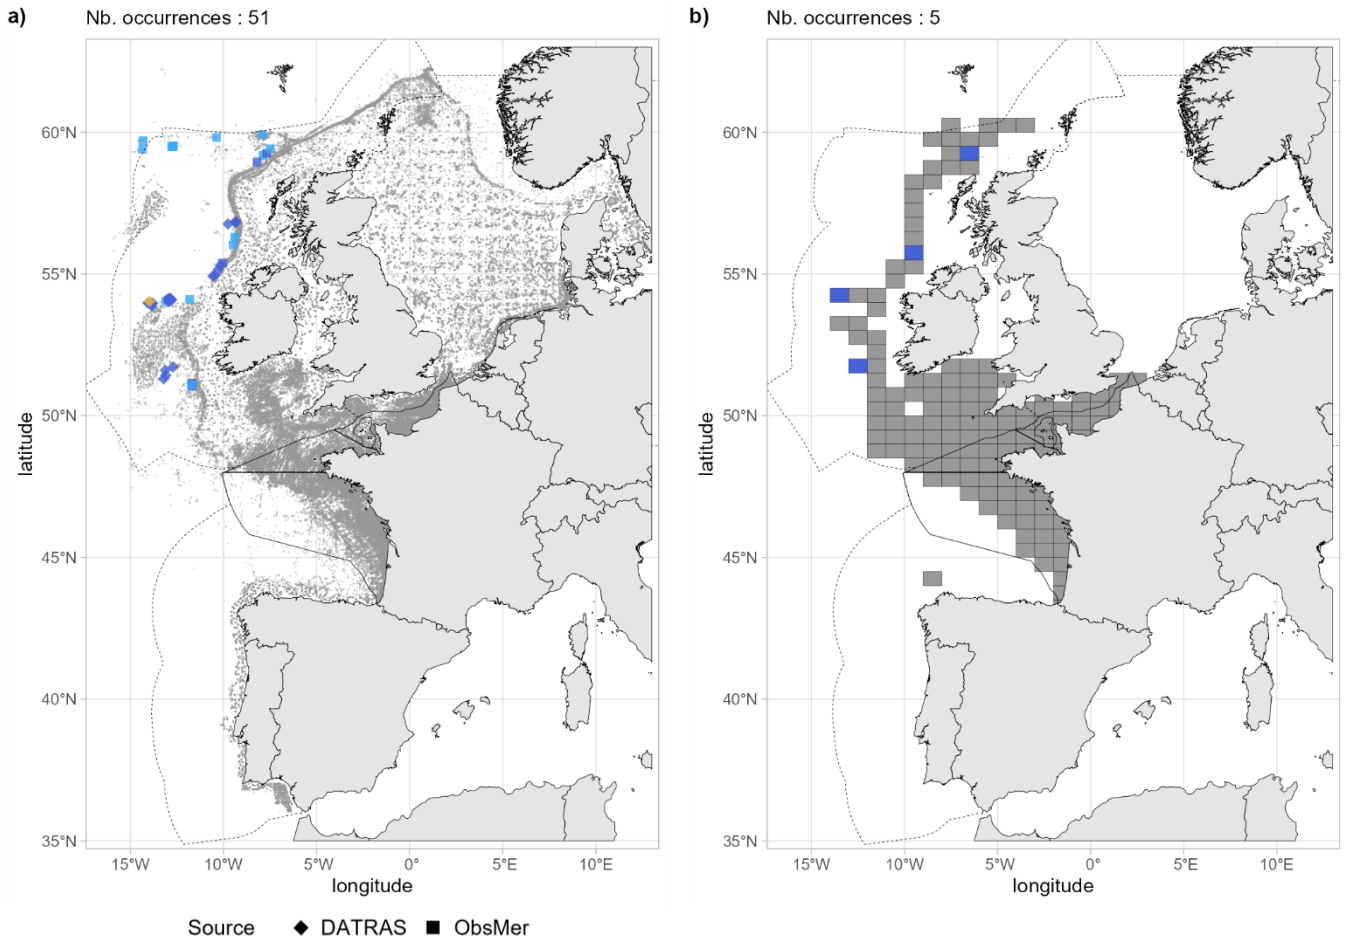 a) Nb. occurrences : 51
b) Nb. occurrences : 5
60°N
55°N
50°N
45°N
40°N
35°N
latitude
15°W 10°W 5°W 0° 5°E 10°E
longitude
60°N
55°N
50°N
45°N
40°N
35°N
latitude
15°W 10°W 5°W 0° 5°E 10°E
longitude
Source DATRAS ObsMer